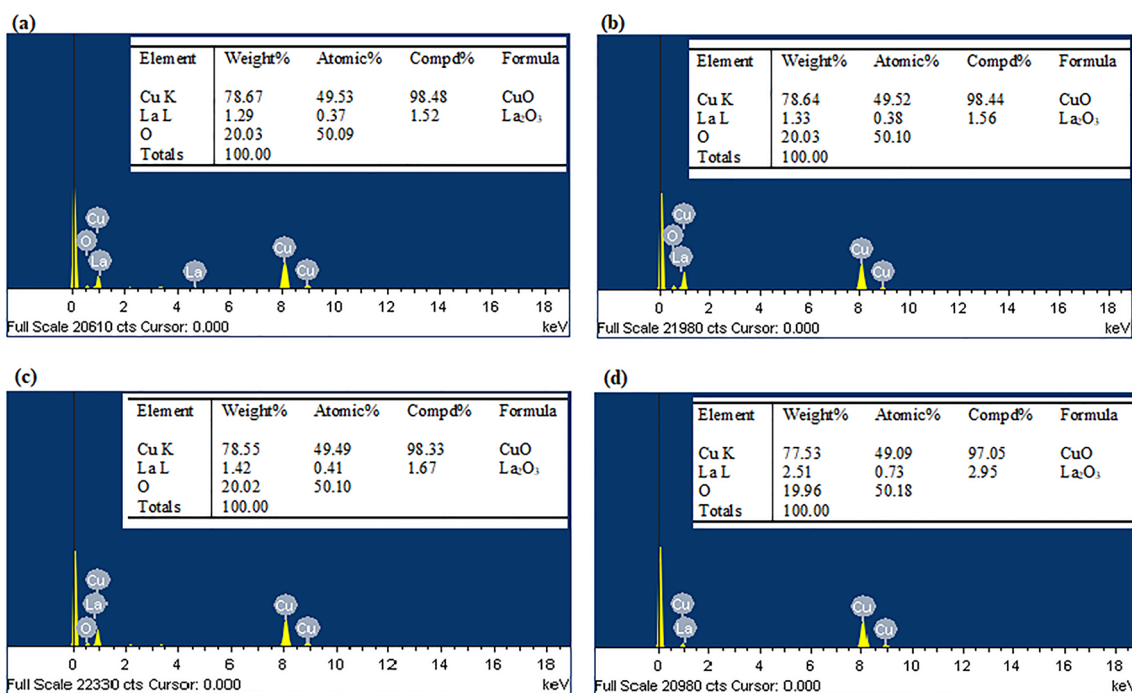 (a)
Element Weight% Atomic% Compd% Formula
Cu K 78.67 49.53 98.48 CuO
La L 1.29 0.37 1.52 La₂O₃
O 20.03 50.09
Totals 100.00
Cu
O
La
La
Cu
Cu
0 2 4 6 8 10 12 14 16 18
Full Scale 20610 cts Cursor: 0.000 keV
(b)
Element Weight% Atomic% Compd% Formula
Cu K 78.64 49.52 98.44 CuO
La L 1.33 0.38 1.56 La₂O₃
O 20.03 50.10
Totals 100.00
Cu
O
La
Cu
Cu
0 2 4 6 8 10 12 14 16 18
Full Scale 21980 cts Cursor: 0.000 keV
(c)
Element Weight% Atomic% Compd% Formula
Cu K 78.55 49.49 98.33 CuO
La L 1.42 0.41 1.67 La₂O₃
O 20.02 50.10
Totals 100.00
Cu
La
O
Cu
Cu
0 2 4 6 8 10 12 14 16 18
Full Scale 22330 cts Cursor: 0.000 keV
(d)
Element Weight% Atomic% Compd% Formula
Cu K 77.53 49.09 97.05 CuO
La L 2.51 0.73 2.95 La₂O₃
O 19.96 50.18
Totals 100.00
Cu
La
Cu
Cu
0 2 4 6 8 10 12 14 16 18
Full Scale 20980 cts Cursor: 0.000 keV